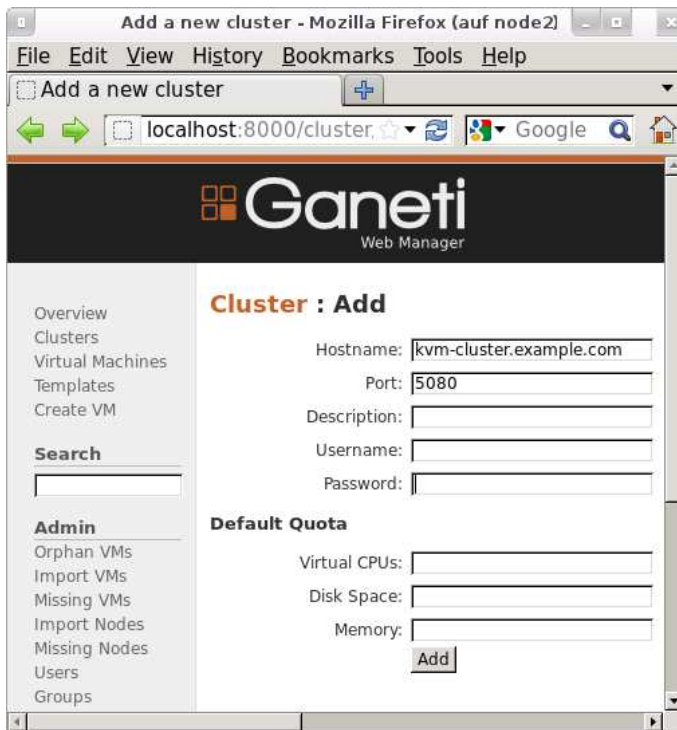 Add a new cluster - Mozilla Firefox (auf node2)
File Edit View History Bookmarks Tools Help
Add a new cluster
localhost:8000/cluster
Google
Ganeti
Web Manager
Overview
Clusters
Virtual Machines
Templates
Create VM
Search
Admin
Orphan VMs
Import VMs
Missing VMs
Import Nodes
Missing Nodes
Users
Groups
Cluster : Add
Hostname: kvm-cluster.example.com
Port: 5080
Description:
Username:
Password:
Default Quota
Virtual CPUs:
Disk Space:
Memory:
Add